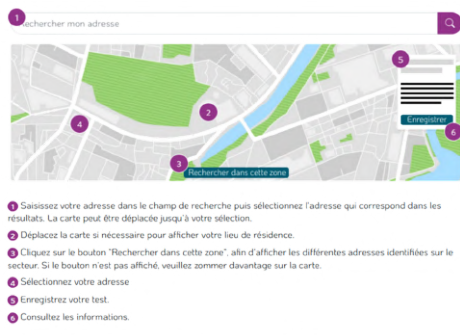 1 Rechercher mon adresse
5
2
4
Enregistrer
6
3
Rechercher dans cette zone
1 Saisissez votre adresse dans le champ de recherche puis sélectionnez l'adresse qui correspond dans les
résultats. La carte peut être déplacée jusqu'à votre sélection.
2 Déplacez la carte si nécessaire pour afficher votre lieu de résidence.
3 Cliquez sur le bouton "Rechercher dans cette zone", afin d'afficher les différentes adresses identifiées sur le
secteur. Si le bouton n'est pas affiché, veuillez zommer davantage sur la carte.
4 Sélectionnez votre adresse
5 Enregistrez votre test.
6 Consultez les informations.